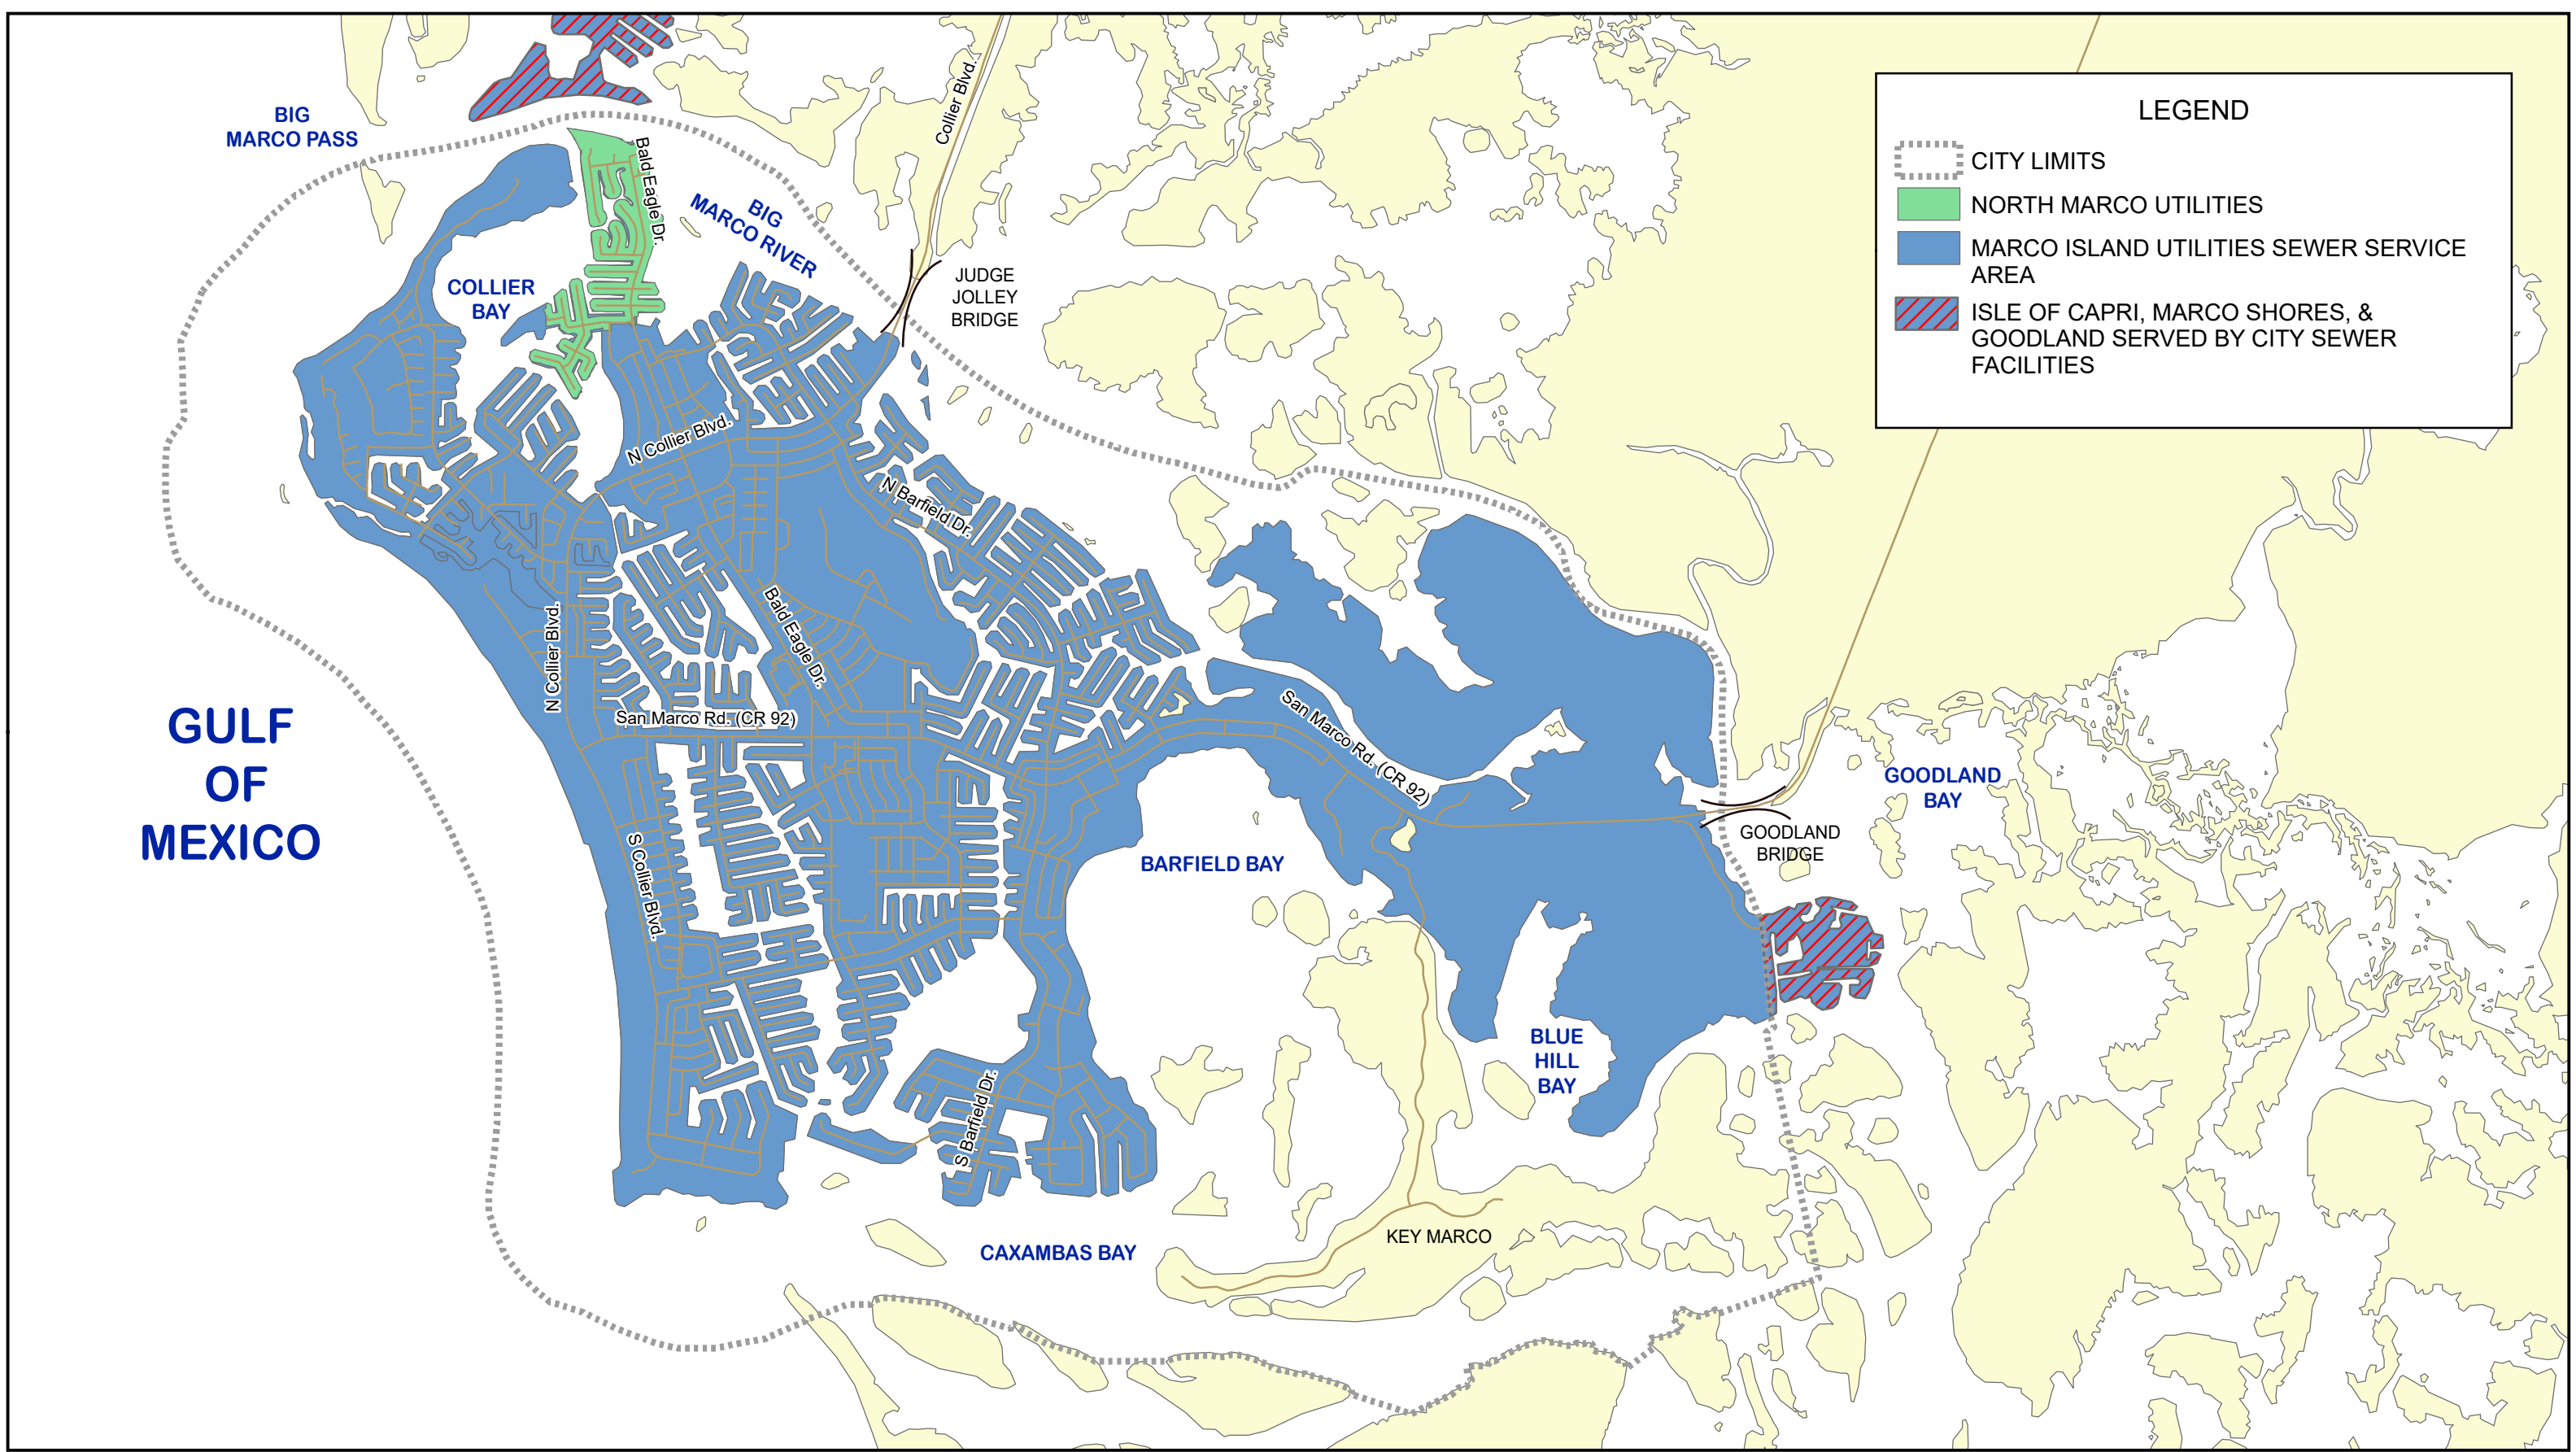 LEGEND
CITY LIMITS
NORTH MARCO UTILITIES
MARCO ISLAND UTILITIES SEWER SERVICE
AREA
ISLE OF CAPRI, MARCO SHORES, &
GOODLAND SERVED BY CITY SEWER
FACILITIES
BIG
MARCO PASS
Collier Blvd.
Bald Eagle Dr.
BIG
MARCO RIVER
COLLIER
BAY
JUDGE
JOLLEY
BRIDGE
N Collier Blvd.
N Barfield Dr.
N Collier Blvd.
Bald Eagle Dr.
San Marco Rd. (CR 92)
San Marco Rd. (CR 92)
GULF
OF
MEXICO
GOODLAND
BAY
GOODLAND
BRIDGE
S Collier Blvd.
BARFIELD BAY
BLUE
HILL
BAY
S Barfield Dr.
KEY MARCO
CAXAMBAS BAY